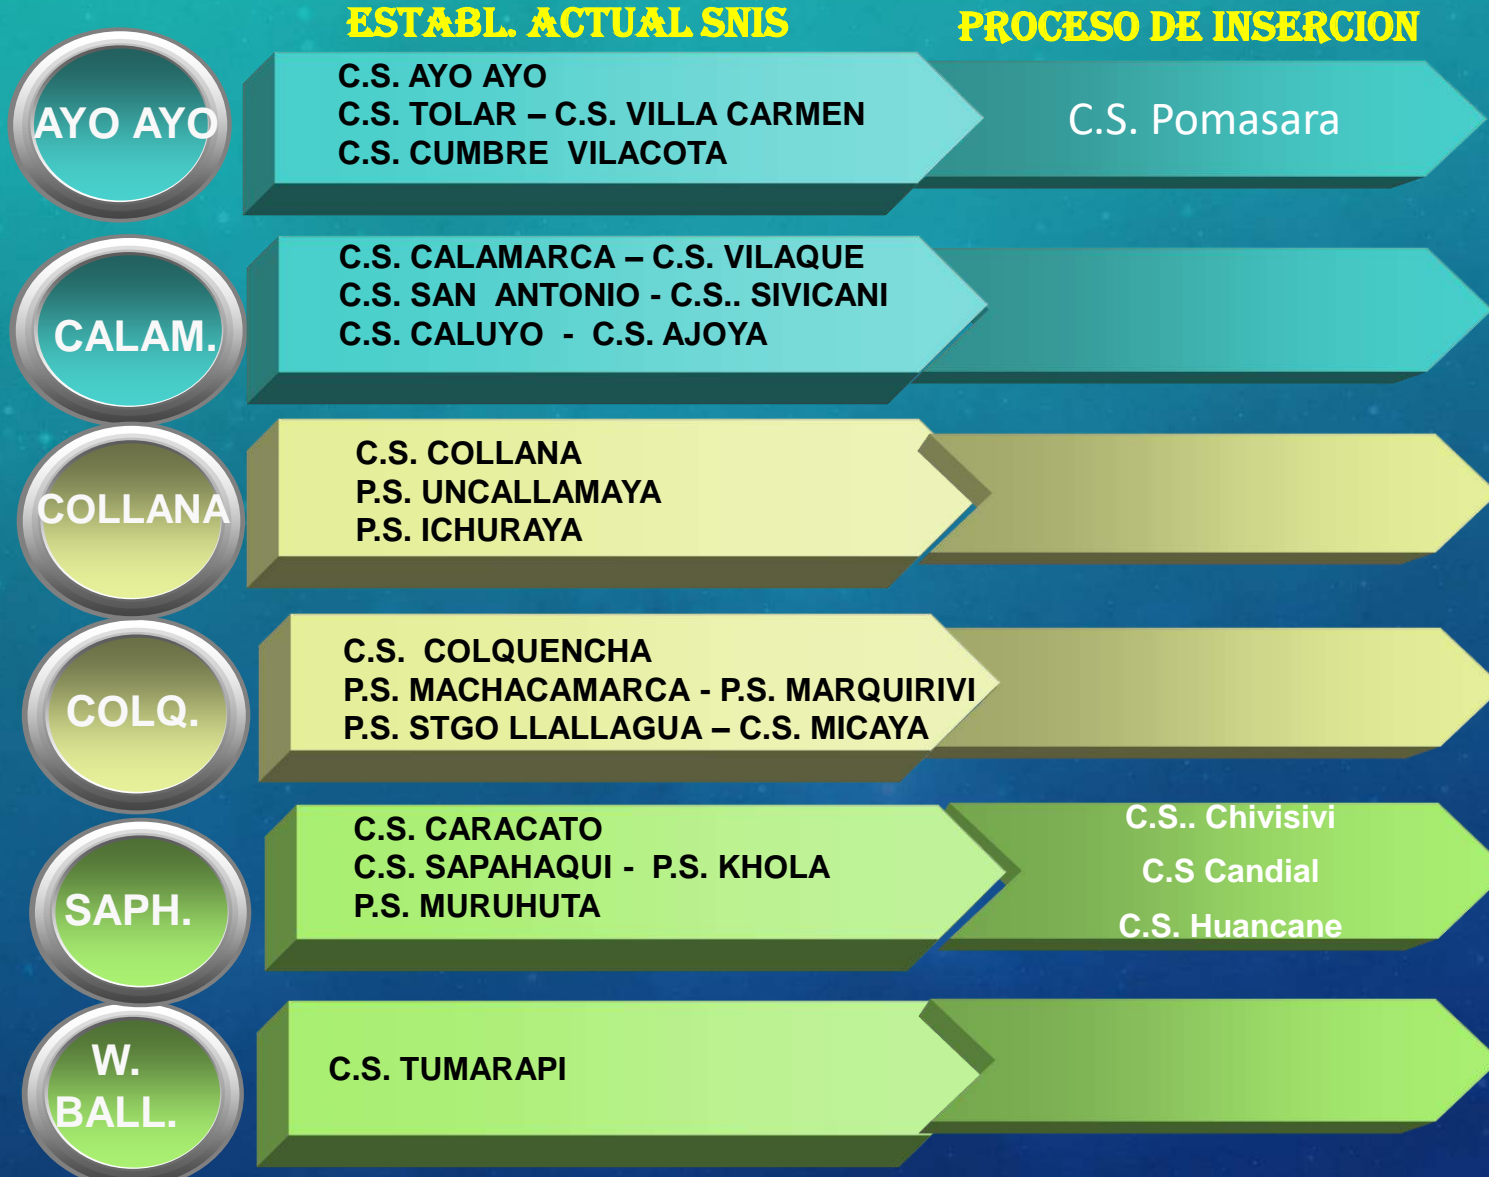 ESTABL. ACTUAL SNIS
PROCESO DE INSERCION
AYO AYO
C.S. AYO AYO
C.S. TOLAR – C.S. VILLA CARMEN
C.S. CUMBRE VILACOTA
C.S. Pomasara
CALAM.
C.S. CALAMARCA – C.S. VILAQUE
C.S. SAN ANTONIO - C.S.. SIVICANI
C.S. CALUYO - C.S. AJOYA
COLLANA
C.S. COLLANA
P.S. UNCALLAMAYA
P.S. ICHURAYA
COLQ.
C.S. COLQUENCHA
P.S. MACHACAMARCA - P.S. MARQUIRIVI
P.S. STGO LLALLAGUA – C.S. MICAYA
SAPH.
C.S. CARACATO
C.S. SAPAHAQUI - P.S. KHOLA
P.S. MURUHUTA
C.S.. Chivisivi
C.S Candial
C.S. Huancane
W.
BALL.
C.S. TUMARAPI